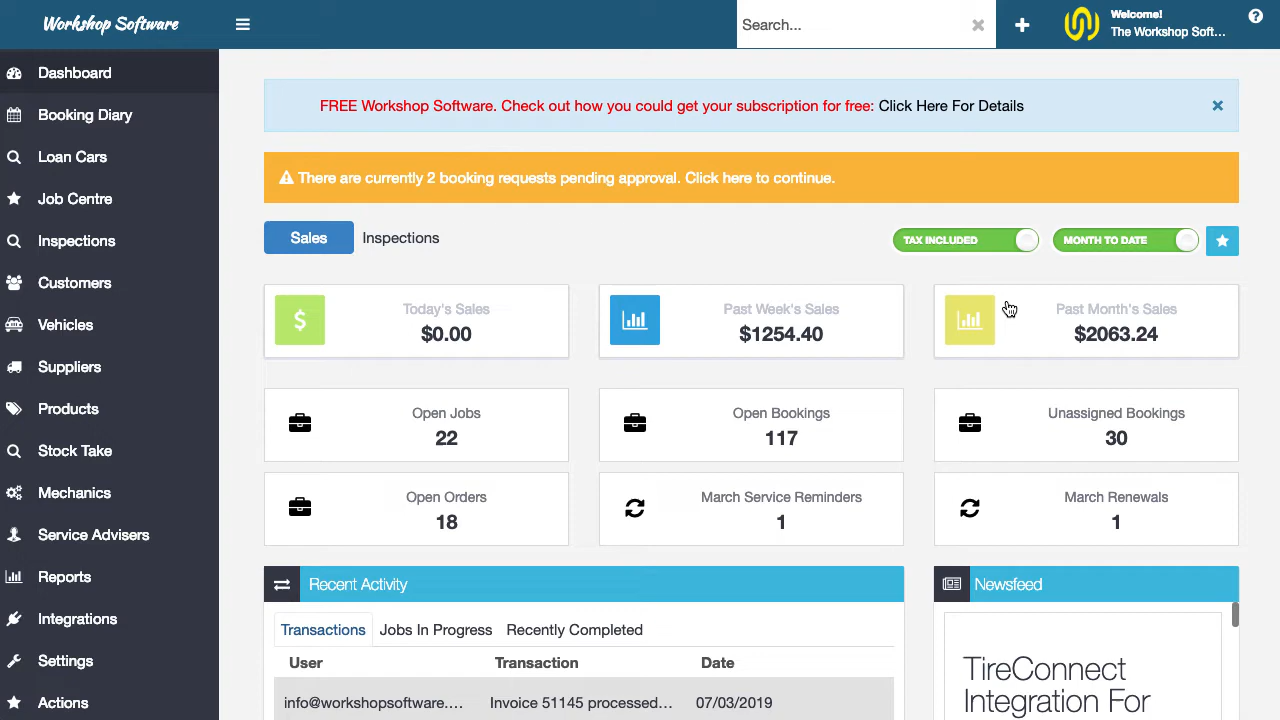 Workshop Software
Search...
Welcome!
The Workshop Soft...
Dashboard
Booking Diary
Loan Cars
Job Centre
Inspections
Customers
Vehicles
Suppliers
Products
Stock Take
Mechanics
Service Advisers
Reports
Integrations
Settings
Actions
FREE Workshop Software. Check out how you could get your subscription for free: Click Here For Details
There are currently 2 booking requests pending approval. Click here to continue.
Sales Inspections
TAX INCLUDED MONTH TO DATE
Today's Sales
$0.00
Past Week's Sales
$1254.40
Past Month's Sales
$2063.24
Open Jobs
22
Open Bookings
117
Unassigned Bookings
30
Open Orders
18
March Service Reminders
1
March Renewals
1
Recent Activity
Transactions Jobs In Progress Recently Completed
User Transaction Date
info@workshopsoftware.... Invoice 51145 processed... 07/03/2019
Newsfeed
TireConnect
Integration For